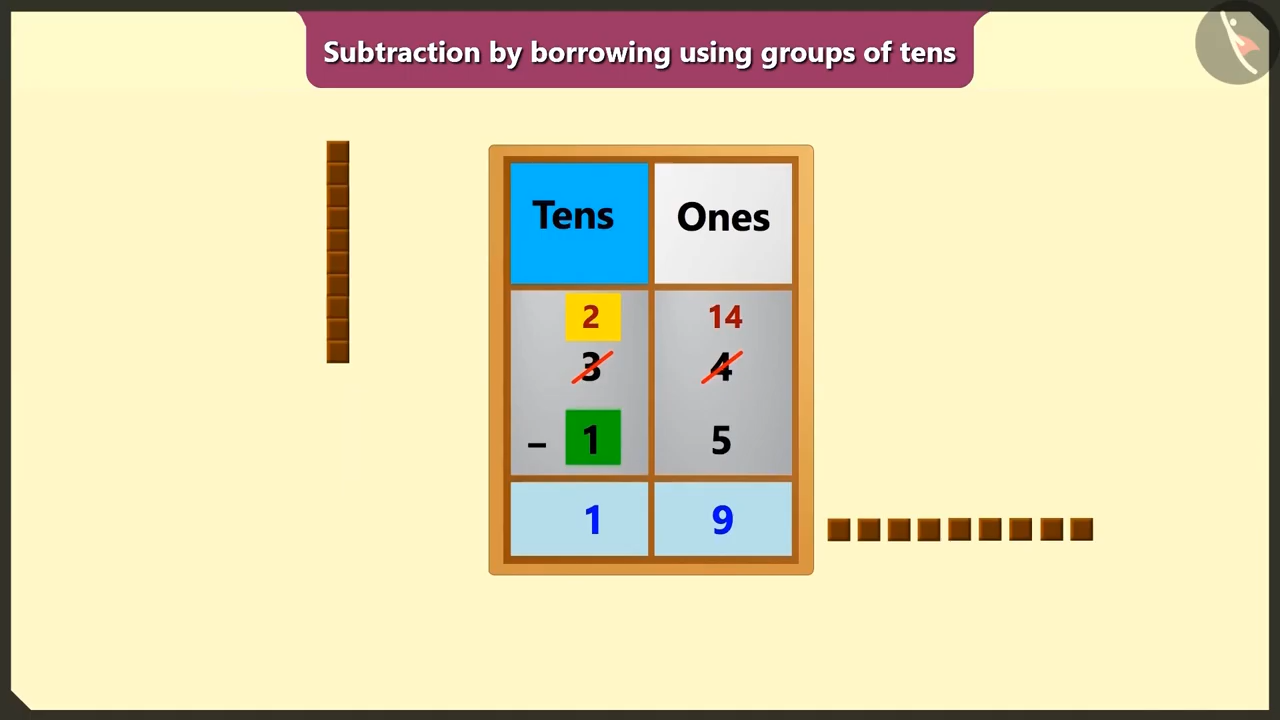 Subtraction by borrowing using groups of tens
Tens Ones
2 14
3 4
– 1 5
1 9